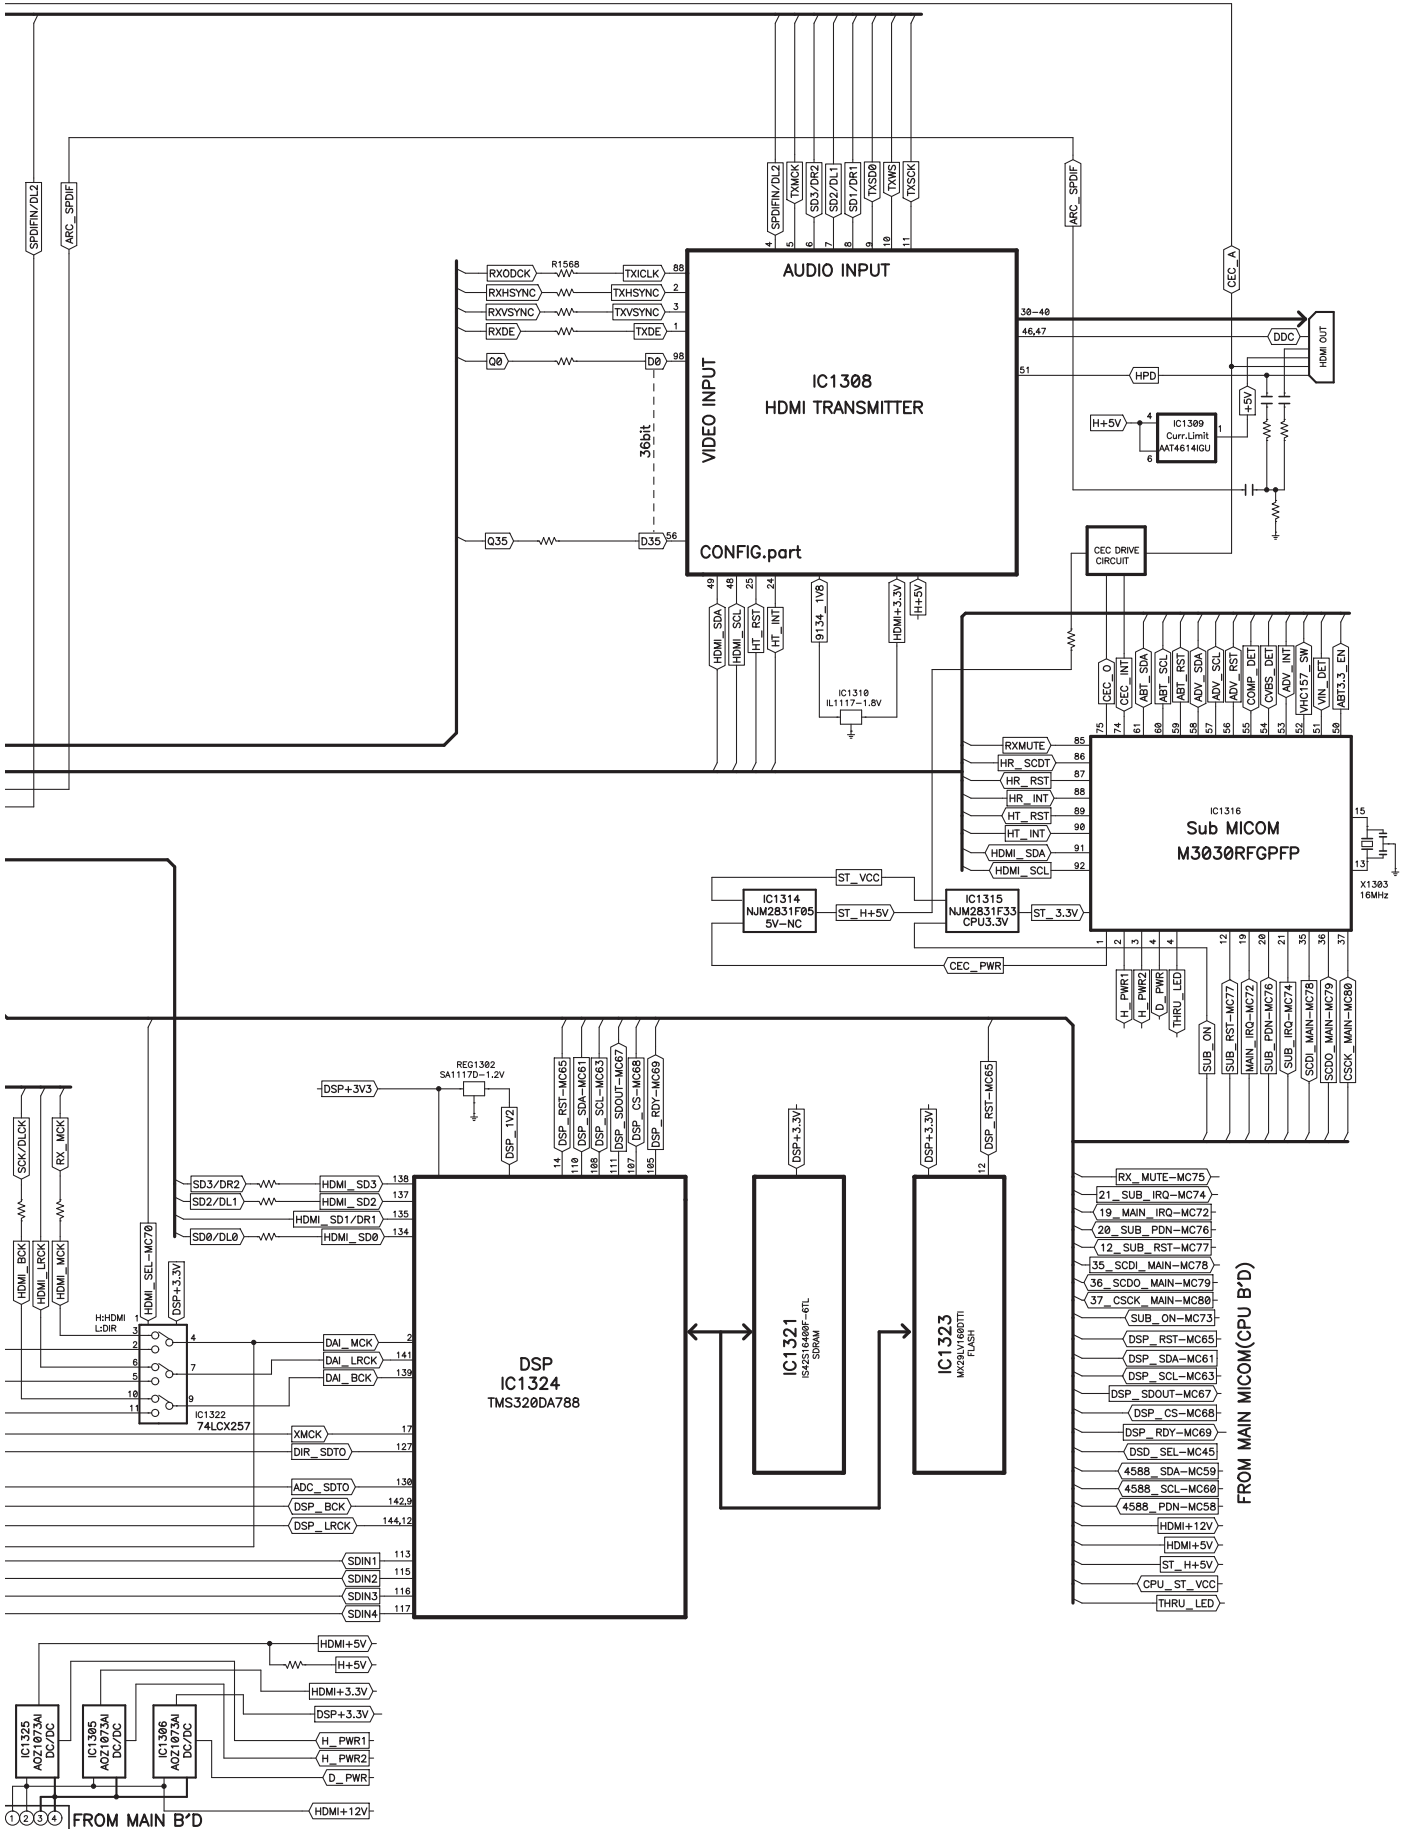 SPDIFIN/DL2
ARC_SPDIF
SPDIFIN/DL2
TXMCK
SD3/DR2
SD2/DL1
SD1/DR1
TXSD0
TXWS
TXSCK
ARC_SPDIF
CEC_A
4 5 6 7 8 9 10 11
AUDIO INPUT
RXODCK R1568 TXICLK 88
RXHSYNC TXHSYNC 2
RXVSYNC TXVSYNC 3
RXDE TXDE 1
Q0 D0 98
36bit
Q35 D35 56
VIDEO INPUT
IC1308
HDMI TRANSMITTER
CONFIG.part
30-40
46,47 DDC
51 HPD
HDMI OUT
+5V
H+5V 4
6
IC1309
Curr.Limit
AAT4614IGU
1
CEC DRIVE
CIRCUIT
49 48 25 24
HDMI_SDA
HDMI_SCL
HT_RST
HT_INT
9134_1V8
HDMI+3.3V
H+5V
IC1310
IL1117-1.8V
CEC_O
CEC_INT
ABT_SDA
ABT_SCL
ABT_RST
ADV_SDA
ADV_SCL
ADV_RST
COMP_DET
CVBS_DET
ADV_INT
VHC157_SW
VIN_DET
ABT3.3_EN
75 74 61 60 59 58 57 56 55 54 53 52 51 50
RXMUTE 85
HR_SCDT 86
HR_RST 87
HR_INT 88
HT_RST 89
HT_INT 90
HDMI_SDA 91
HDMI_SCL 92
IC1316
Sub MICOM
M3030RFGPFP
15
13
X1303
16MHz
ST_VCC
IC1314
NJM2831F05
5V-NC
ST_H+5V
IC1315
NJM2831F33
CPU3.3V
ST_3.3V
CEC_PWR
1 2 3 4 4 12 19 20 21 35 36 37
H_PWR1
H_PWR2
D_PWR
THRU_LED
SUB_ON
SUB_RST-MC77
MAIN_IRQ-MC72
SUB_PDN-MC76
SUB_IRQ-MC74
SCDI_MAIN-MC78
SCDO_MAIN-MC79
CSCK_MAIN-MC80
REG1302
SA1117D-1.2V
DSP+3V3
DSP_1V2
DSP_RST-MC65
DSP_SDA-MC61
DSP_SCL-MC63
DSP_SDOUT-MC67
DSP_CS-MC68
DSP_RDY-MC69
14 110 108 111 107 105
DSP+3.3V
DSP+3.3V
DSP_RST-MC65
12
SCK/DLCK
RX_MCK
HDMI_BCK
HDMI_LRCK
HDMI_MCK
HDMI_SEL-MC70
DSP+3.3V
SD3/DR2 HDMI_SD3 138
SD2/DL1 HDMI_SD2 137
HDMI_SD1/DR1 135
SD0/DL0 HDMI_SD0 134
H:HDMI
L:DIR
1
3 4
2
6 7
5
10 9
11
IC1322
74LCX257
DAI_MCK 2
DAI_LRCK 141
DAI_BCK 139
XMCK 17
DIR_SDTO 127
ADC_SDTO 130
DSP_BCK 142,9
DSP_LRCK 144,12
SDIN1 113
SDIN2 115
SDIN3 116
SDIN4 117
DSP
IC1324
TMS320DA788
IC1321
IS42S16400F-6TL
SDRAM
IC1323
MX29LV160DTTI
FLASH
RX_MUTE-MC75
21_SUB_IRQ-MC74
19_MAIN_IRQ-MC72
20_SUB_PDN-MC76
12_SUB_RST-MC77
35_SCDI_MAIN-MC78
36_SCDO_MAIN-MC79
37_CSCK_MAIN-MC80
SUB_ON-MC73
DSP_RST-MC65
DSP_SDA-MC61
DSP_SCL-MC63
DSP_SDOUT-MC67
DSP_CS-MC68
DSP_RDY-MC69
DSD_SEL-MC45
4588_SDA-MC59
4588_SCL-MC60
4588_PDN-MC58
HDMI+12V
HDMI+5V
ST_H+5V
CPU_ST_VCC
THRU_LED
FROM MAIN MICOM(CPU B'D)
HDMI+5V
H+5V
HDMI+3.3V
DSP+3.3V
H_PWR1
H_PWR2
D_PWR
HDMI+12V
IC1325
AOZ1073AI
DC/DC
IC1305
AOZ1073AI
DC/DC
IC1306
AOZ1073AI
DC/DC
1 2 3 4
FROM MAIN B'D